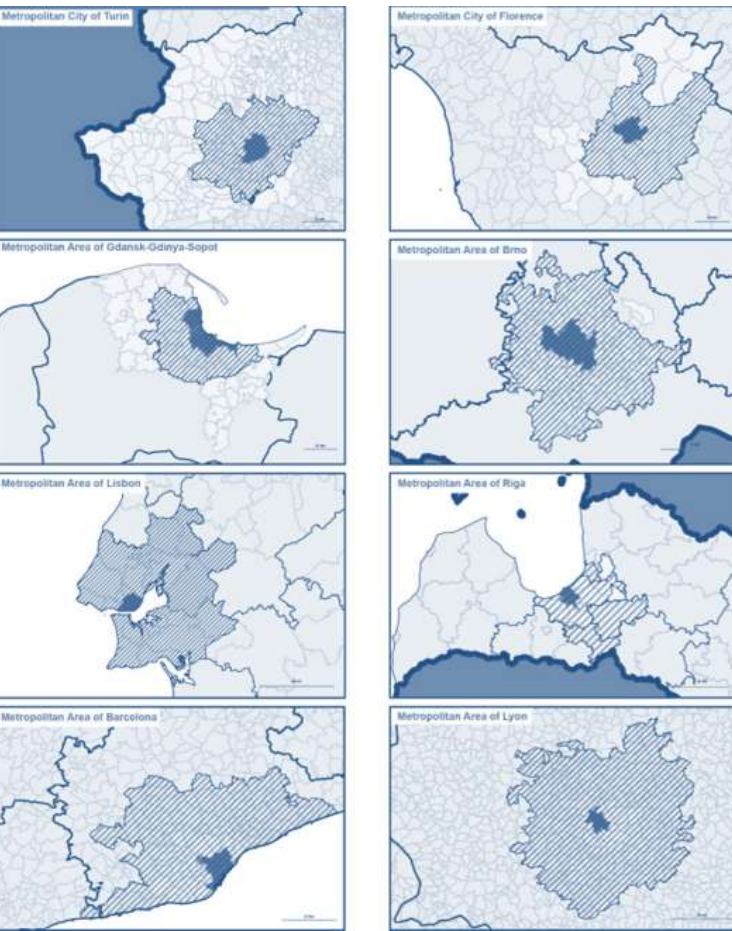 Metropolitan City of Turin
Metropolitan City of Florence
Metropolitan Area of Gdansk-Gdinya-Sopot
Metropolitan Area of Brno
Metropolitan Area of Lisbon
Metropolitan Area of Riga
Metropolitan Area of Barcelona
Metropolitan Area of Lyon